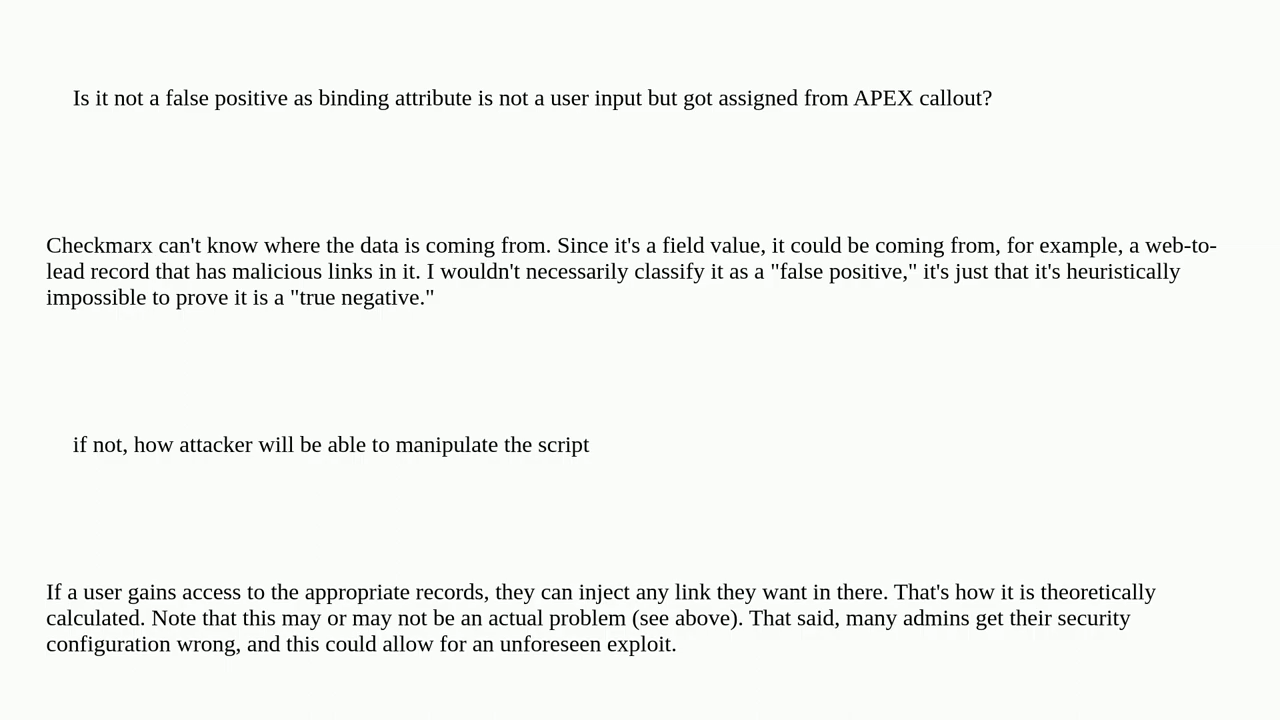 Is it not a false positive as binding attribute is not a user input but got assigned from APEX callout?
Checkmarx can't know where the data is coming from. Since it's a field value, it could be coming from, for example, a web-to-
lead record that has malicious links in it. I wouldn't necessarily classify it as a "false positive," it's just that it's heuristically
impossible to prove it is a "true negative."
if not, how attacker will be able to manipulate the script
If a user gains access to the appropriate records, they can inject any link they want in there. That's how it is theoretically
calculated. Note that this may or may not be an actual problem (see above). That said, many admins get their security
configuration wrong, and this could allow for an unforeseen exploit.